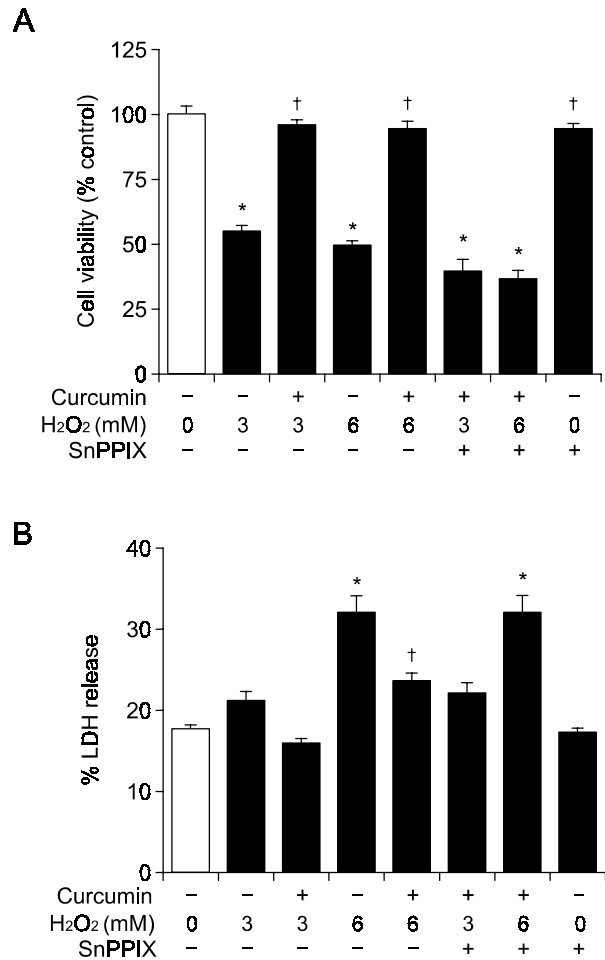 A
Cell viability (% control)
125
100
75
50
25
0
† † †
* * * *
Curcumin – – + – + + + –
H₂O₂ (mM) 0 3 3 6 6 3 6 0
SnPPIX – – – – – + + +
B
% LDH release
40
30
20
10
0
* *
†
Curcumin – – + – + + + –
H₂O₂ (mM) 0 3 3 6 6 3 6 0
SnPPIX – – – – – + + +